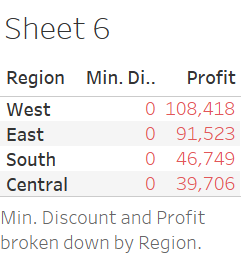 Sheet 6
Region Min. Di.. Profit
West 0 108,418
East 0 91,523
South 0 46,749
Central 0 39,706
Min. Discount and Profit
broken down by Region.